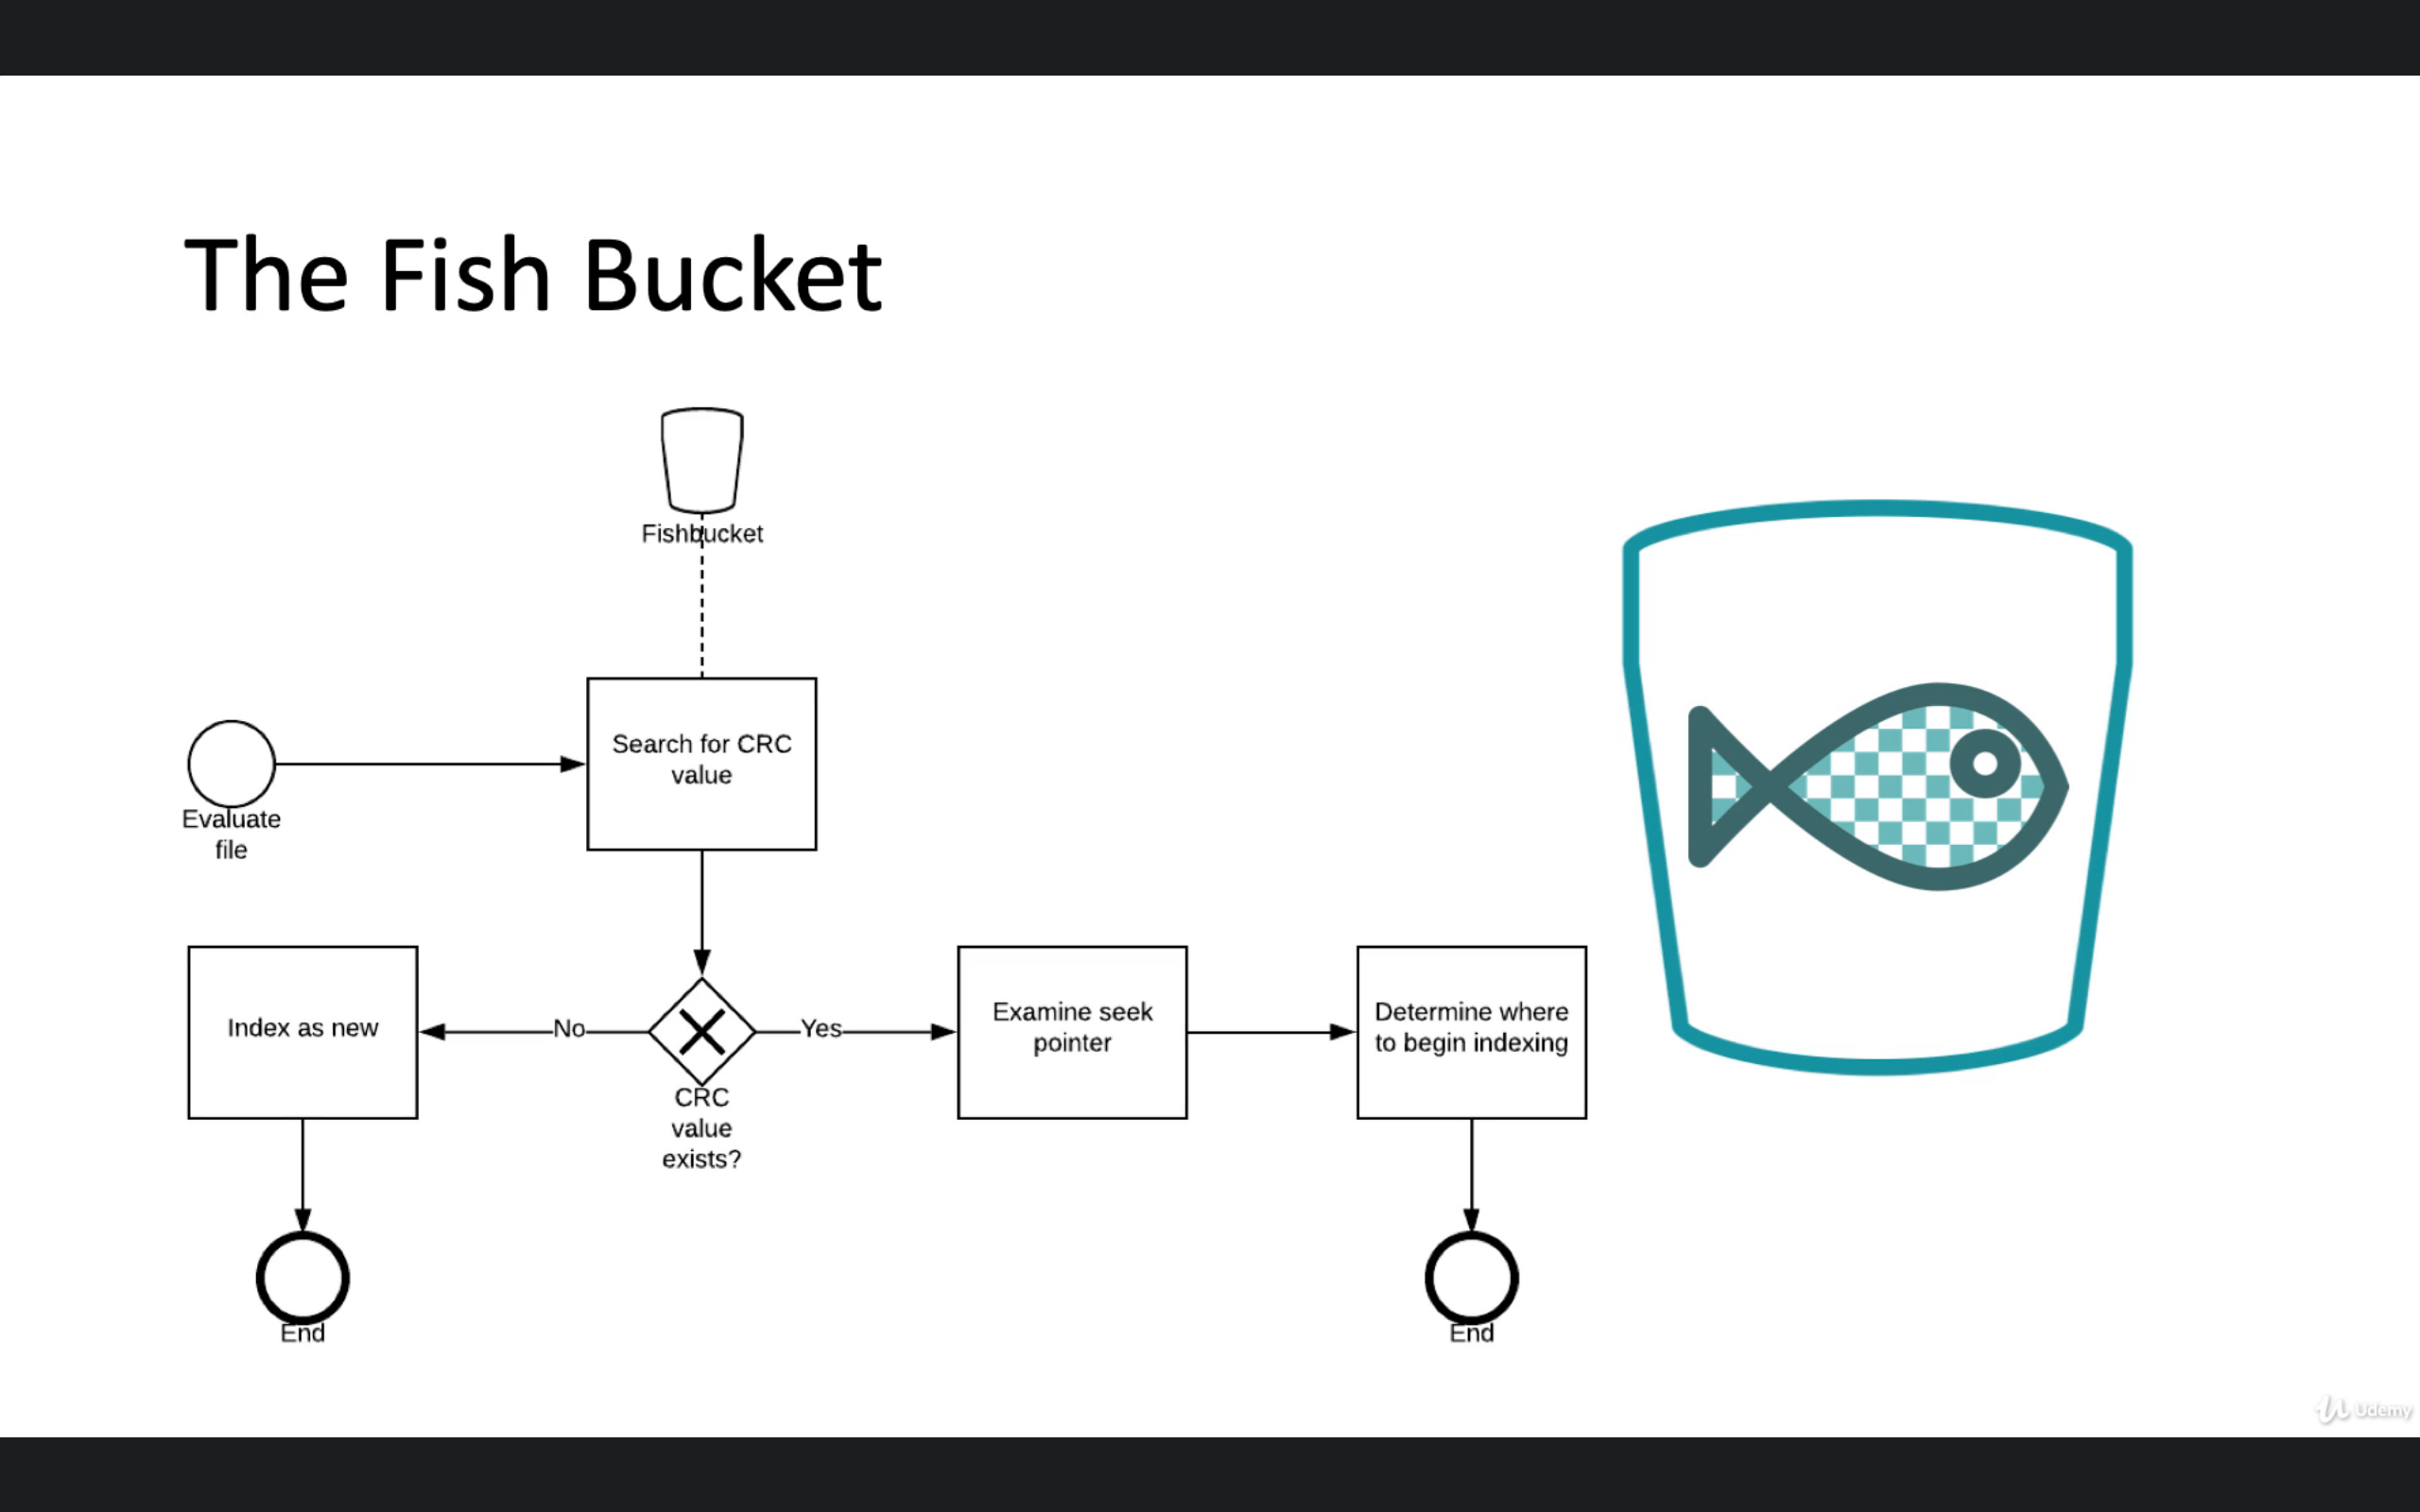 The Fish Bucket
Fishbucket
Search for CRC
value
Evaluate
file
Index as new
No
Yes
CRC
value
exists?
Examine seek
pointer
Determine where
to begin indexing
End
End
Udemy